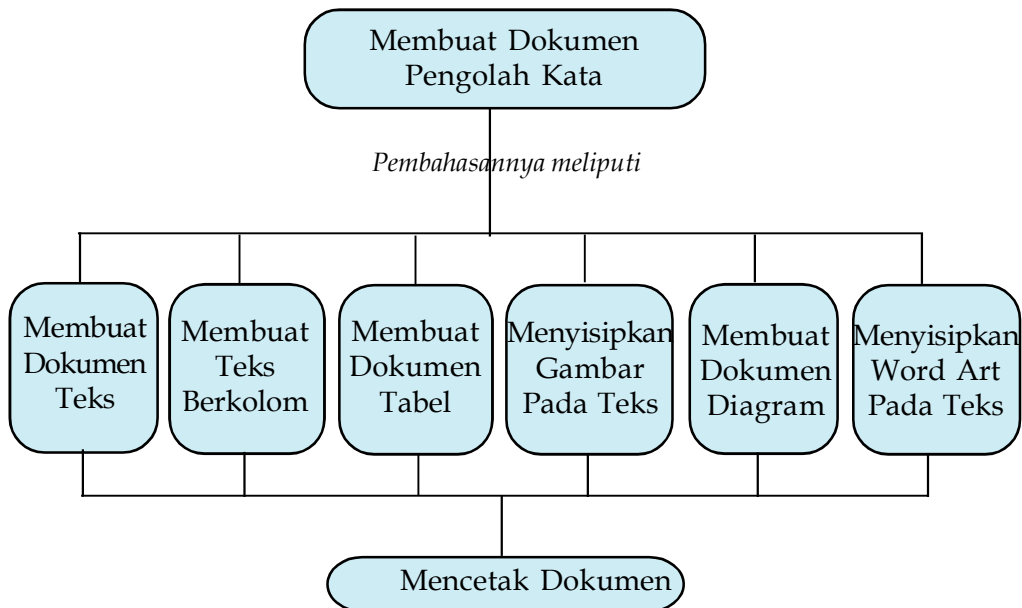 Membuat Dokumen
Pengolah Kata
Pembahasannya meliputi
Membuat
Dokumen
Teks
Membuat
Teks
Berkolom
Membuat
Dokumen
Tabel
Menyisipkan
Gambar
Pada Teks
Membuat
Dokumen
Diagram
Menyisipkan
Word Art
Pada Teks
Mencetak Dokumen